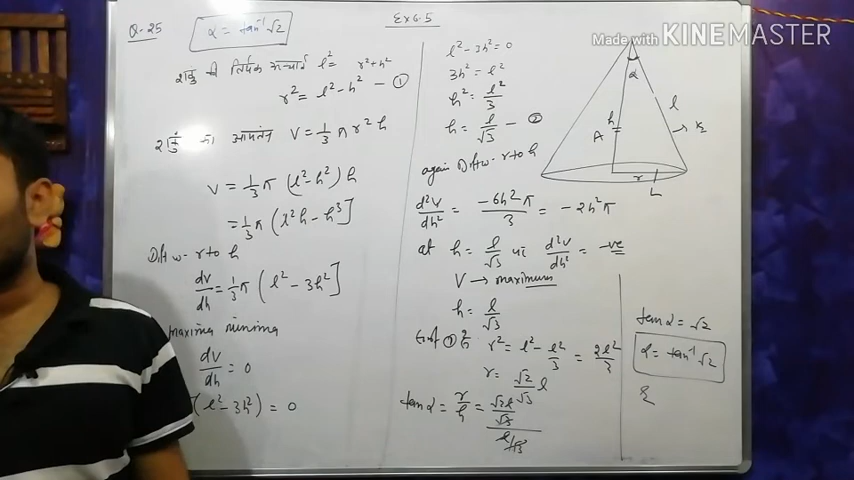 Ex 6.5
Q-25
α = tan⁻¹ √2
शंकु की तिर्यक ऊँचाई l² = r² + h²
r² = l² - h² — ①
शंकु का आयतन V = 1/3 π r² h
V = 1/3 π (l² - h²) h
= 1/3 π (l²h - h³]
Diff w. r to h
dv/dh = 1/3 π (l² - 3h²]
maxima minima
dv/dh = 0
(l² - 3h²) = 0
l² - 3h² = 0
3h² = l²
h² = l²/3
h = l/√3 — ②
again Diff w. r to h
d²V/dh² = -6h²π/3 = -2h²π
at h = l/√3 पर d²V/dh² = -ve
V → maximum
h = l/√3
r² = l² - l²/3 = 2l²/3
r = √2/√3 l
tan α = r/h = √2l/√3 / l/√3
tan α = √2
α = tan⁻¹ √2
α
l
h
A
r
L
Made with KINEMASTER